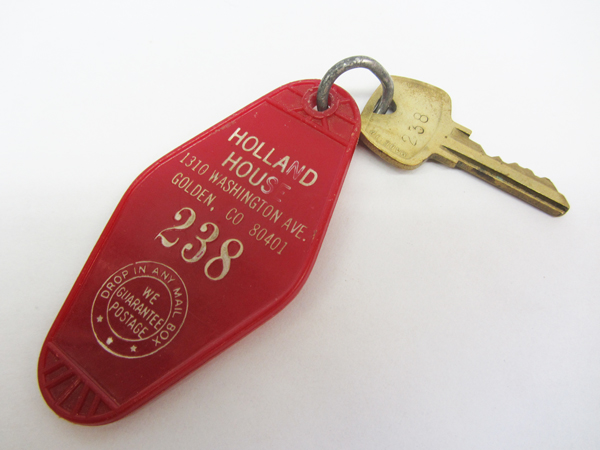 HOLLAND
HOUSE
1310 WASHINGTON AVE.
GOLDEN, CO 80401
238
DROP IN ANY MAIL BOX
WE
GUARANTEE
POSTAGE
238